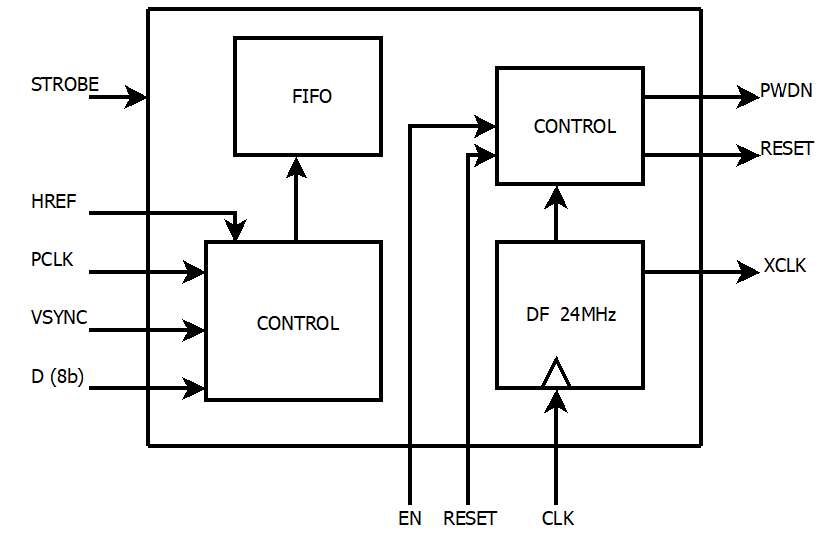 STROBE
FIFO
PWDN
CONTROL
RESET
HREF
PCLK
XCLK
VSYNC
CONTROL
DF 24MHz
D (8b)
EN
RESET
CLK